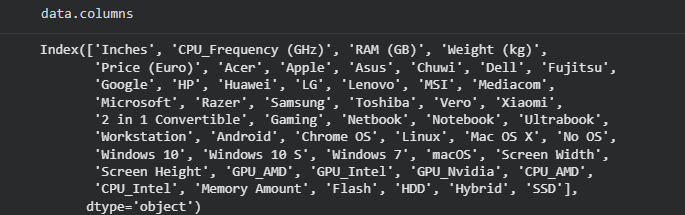 data.columns
Index(['Inches', 'CPU_Frequency (GHz)', 'RAM (GB)', 'Weight (kg)',
'Price (Euro)', 'Acer', 'Apple', 'Asus', 'Chuwi', 'Dell', 'Fujitsu',
'Google', 'HP', 'Huawei', 'LG', 'Lenovo', 'MSI', 'Mediacom',
'Microsoft', 'Razer', 'Samsung', 'Toshiba', 'Vero', 'Xiaomi',
'2 in 1 Convertible', 'Gaming', 'Netbook', 'Notebook', 'Ultrabook',
'Workstation', 'Android', 'Chrome OS', 'Linux', 'Mac OS X', 'No OS',
'Windows 10', 'Windows 10 S', 'Windows 7', 'macOS', 'Screen Width',
'Screen Height', 'GPU_AMD', 'GPU_Intel', 'GPU_Nvidia', 'CPU_AMD',
'CPU_Intel', 'Memory Amount', 'Flash', 'HDD', 'Hybrid', 'SSD'],
dtype='object')